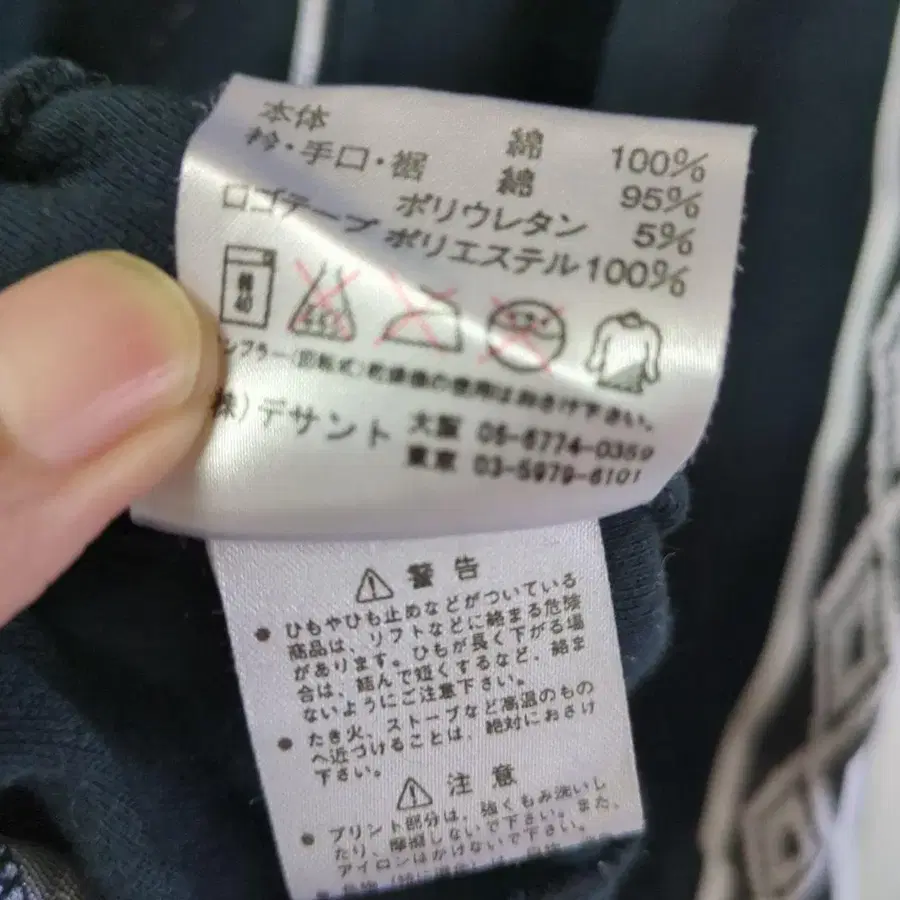 本体 綿 100%
衿・手口・裾 綿 95%
ポリウレタン 5%
ロゴテープ ポリエステル 100%
40
ンブラー(回転式)乾燥機の使用はお避け下さい。
株)デサント 大阪 06-6774-0359
東京 03-5979-6101
警告
● ひもやひも止めなどがついている
商品は、リフトなどに絡まる危険
があります。ひもが長く下がる場
合は、結んで短くするなど、絡ま
ないようにご注意下さい。
● たき火、ストーブなど高温のもの
へ近づけることは、絶対におさけ
下さい。
注意
● プリント部分は、強くもみ洗いし
たり、摩擦しないで下さい。また、
アイロンはかけないで下さい。